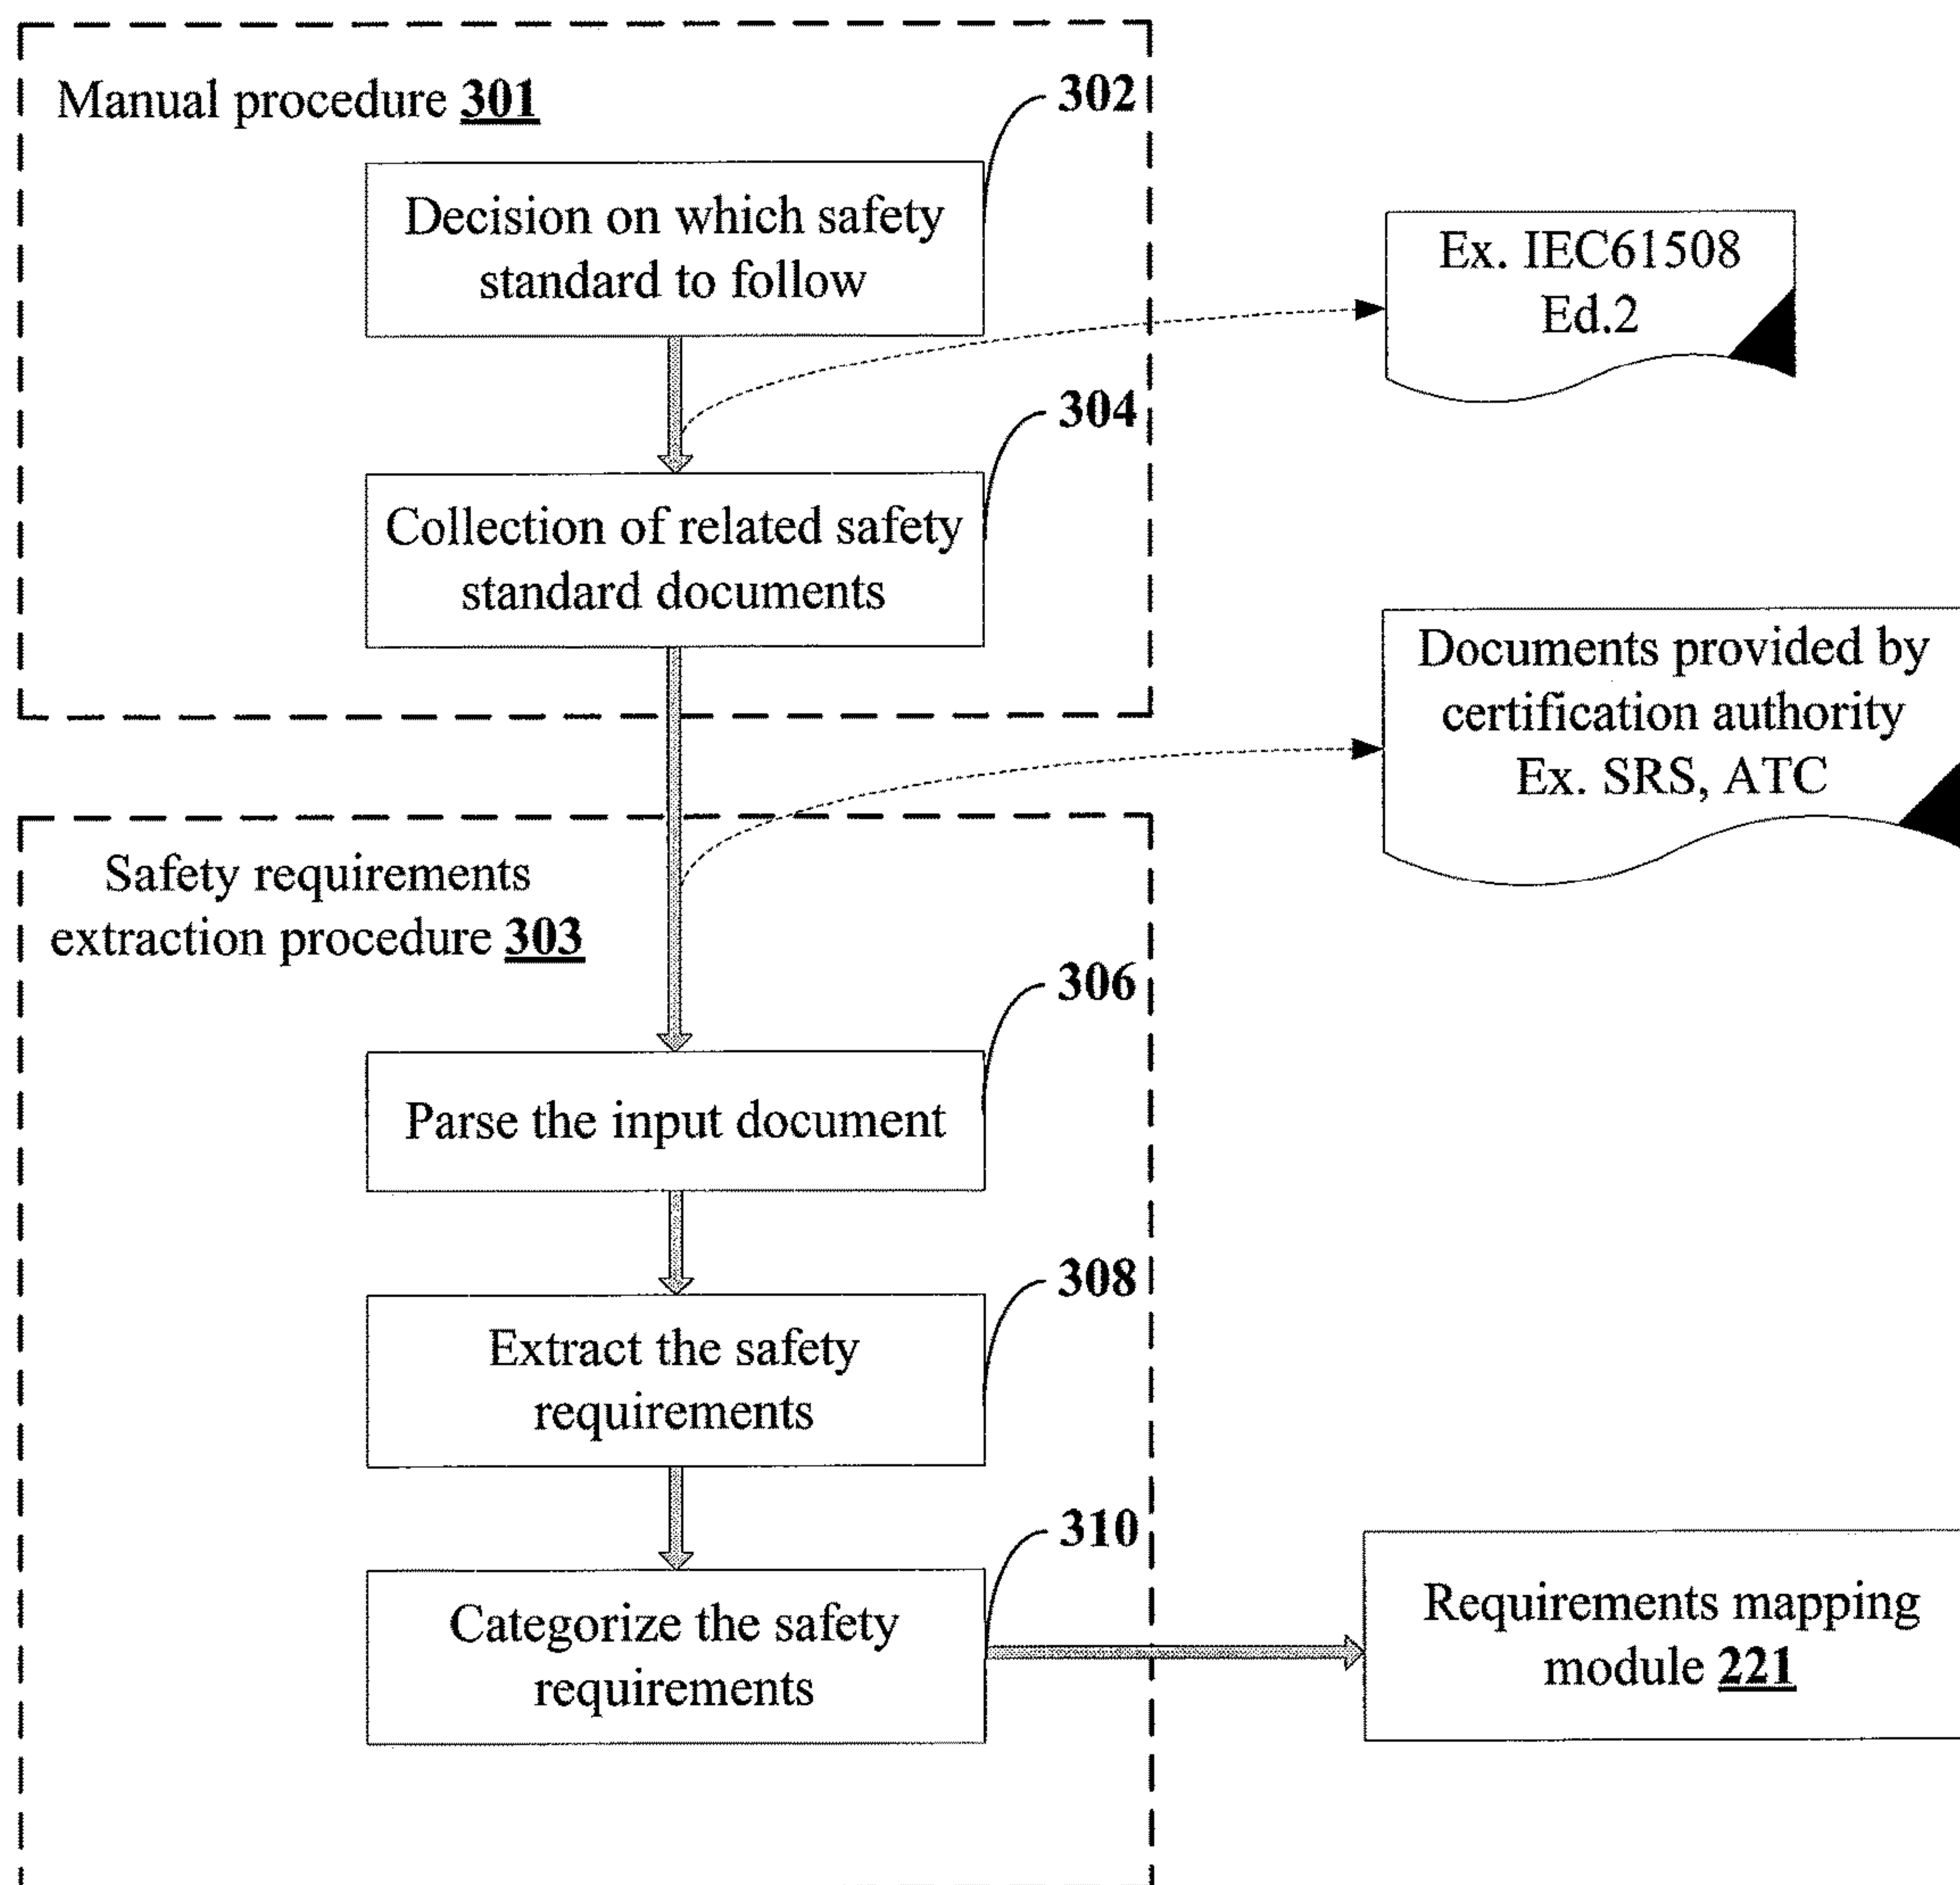 Manual procedure 301
302
Decision on which safety
standard to follow
Ex. IEC61508
Ed.2
304
Collection of related safety
standard documents
Documents provided by
certification authority
Ex. SRS, ATC
Safety requirements
extraction procedure 303
306
Parse the input document
308
Extract the safety
requirements
310
Categorize the safety
requirements
Requirements mapping
module 221